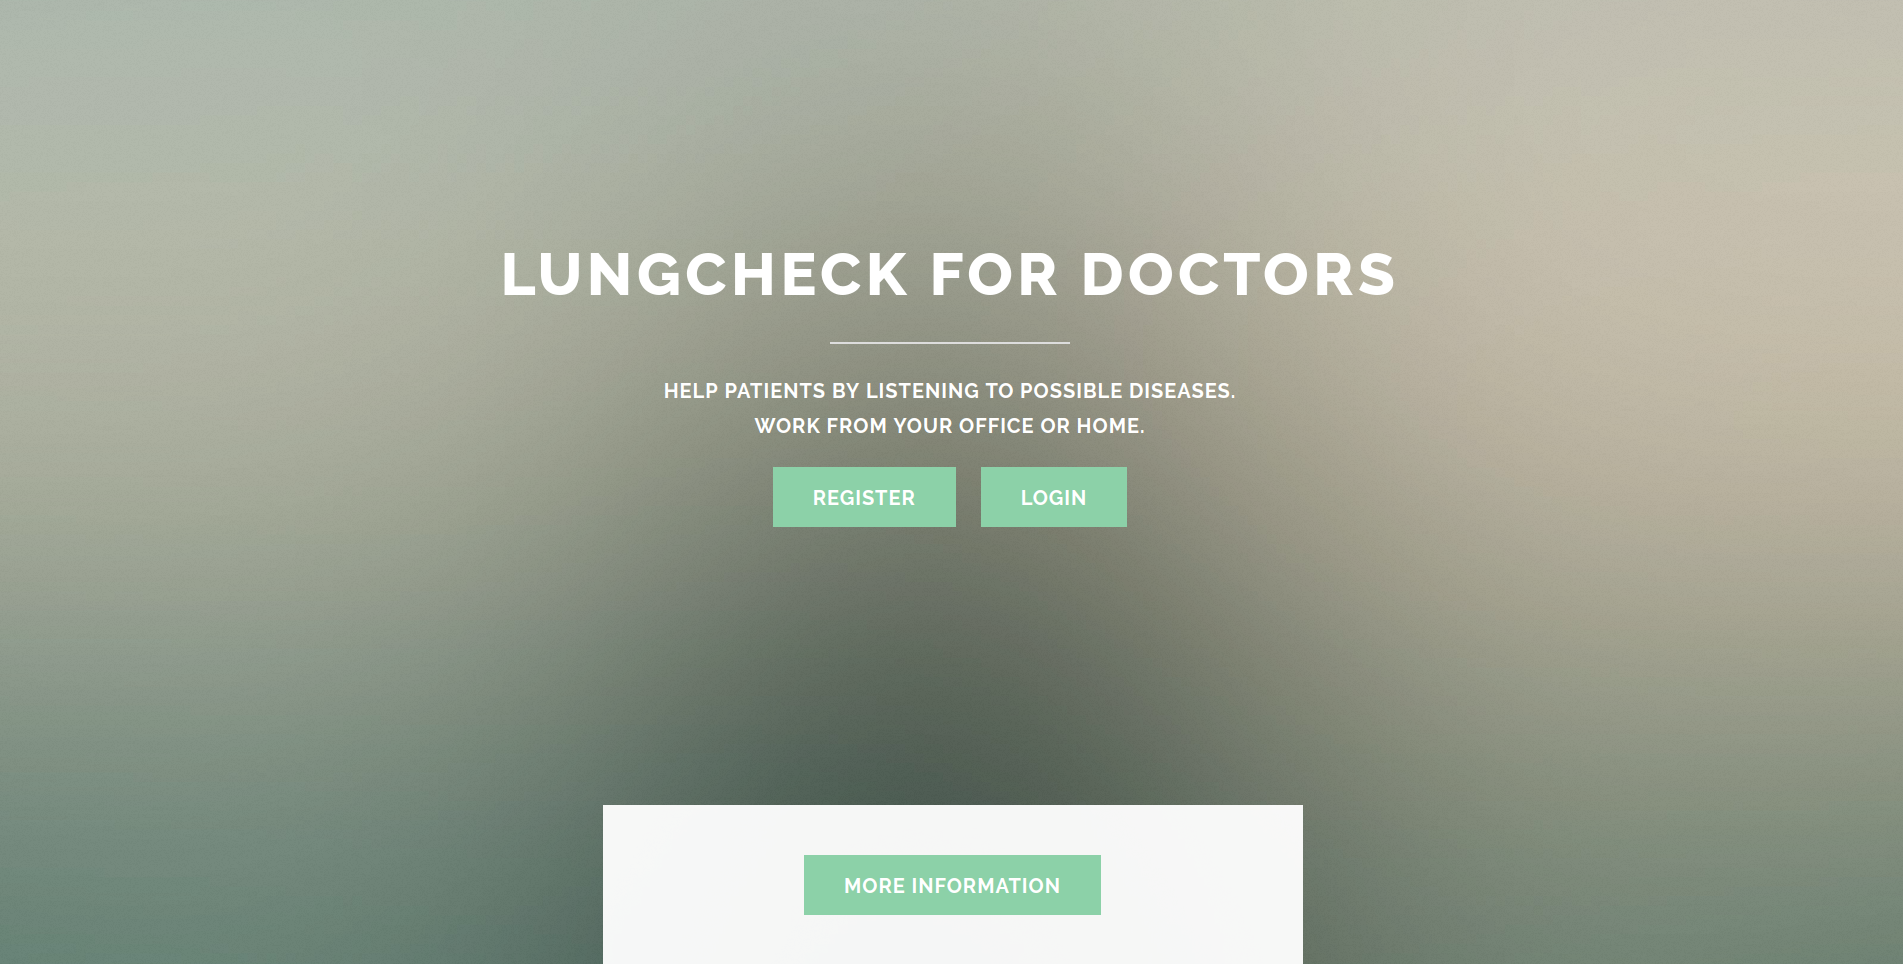 LUNGCHECK FOR DOCTORS
HELP PATIENTS BY LISTENING TO POSSIBLE DISEASES.
WORK FROM YOUR OFFICE OR HOME.
REGISTER LOGIN
MORE INFORMATION